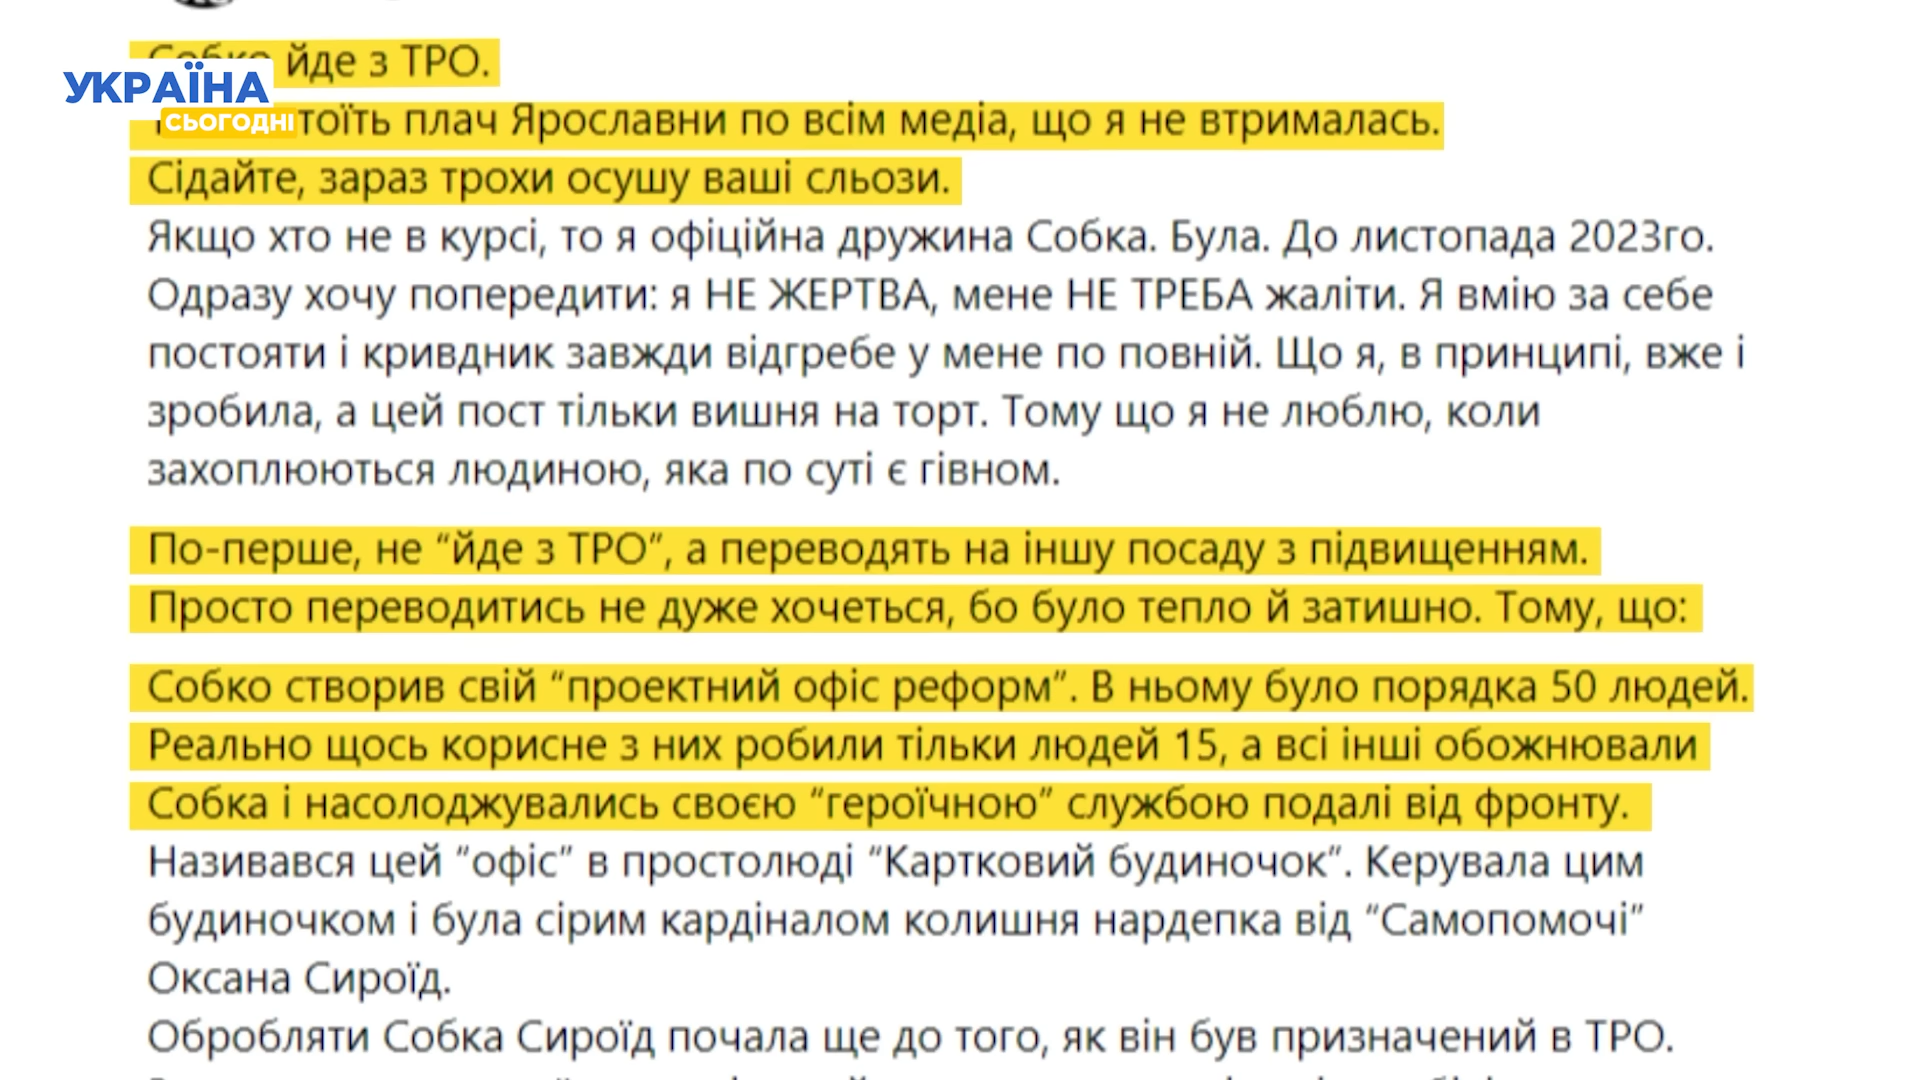 Собко йде з ТРО.
УКРАЇНА
СЬОГОДНІ
тоїть плач Ярославни по всім медіа, що я не втрималась.
Сідайте, зараз трохи осушу ваші сльози.
Якщо хто не в курсі, то я офіційна дружина Собка. Була. До листопада 2023го.
Одразу хочу попередити: я НЕ ЖЕРТВА, мене НЕ ТРЕБА жаліти. Я вмію за себе
постояти і кривдник завжди відгребе у мене по повній. Що я, в принципі, вже і
зробила, а цей пост тільки вишня на торт. Тому що я не люблю, коли
захоплюються людиною, яка по суті є гівном.
По-перше, не “йде з ТРО”, а переводять на іншу посаду з підвищенням.
Просто переводитись не дуже хочеться, бо було тепло й затишно. Тому, що:
Собко створив свій “проектний офіс реформ”. В ньому було порядка 50 людей.
Реально щось корисне з них робили тільки людей 15, а всі інші обожнювали
Собка і насолоджувались своєю “героїчною” службою подалі від фронту.
Називався цей “офіс” в простолюді “Картковий будиночок”. Керувала цим
будиночком і була сірим кардіналом колишня нардепка від “Самопомочі”
Оксана Сироїд.
Обробляти Собка Сироїд почала ще до того, як він був призначений в ТРО.